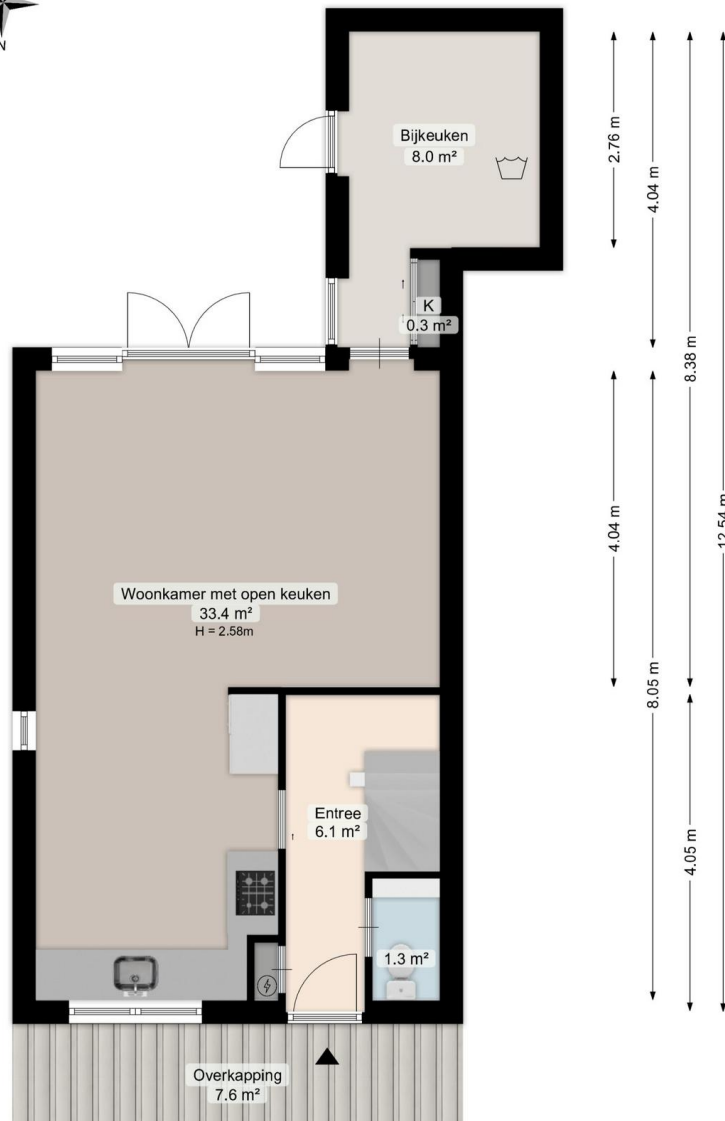 N
Bijkeuken
8.0 m²
K
0.3 m²
Woonkamer met open keuken
33.4 m²
H = 2.58m
Entree
6.1 m²
1.3 m²
Overkapping
7.6 m²
2.76 m
4.04 m
8.38 m
12.54 m
4.04 m
8.05 m
4.05 m